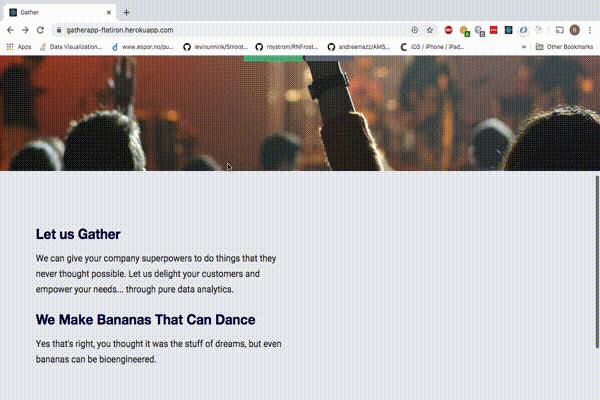 Gather
gatherapp-flatiron.herokuapp.com
Apps
Data Visualization...
www.espor.no/pu...
levinunnink/Smoot...
rnystrom/RNFrost...
andreamazz/AMS...
iOS / iPhone / iPad...
Other Bookmarks
Let us Gather
We can give your company superpowers to do things that they
never thought possible. Let us delight your customers and
empower your needs... through pure data analytics.
We Make Bananas That Can Dance
Yes that's right, you thought it was the stuff of dreams, but even
bananas can be bioengineered.